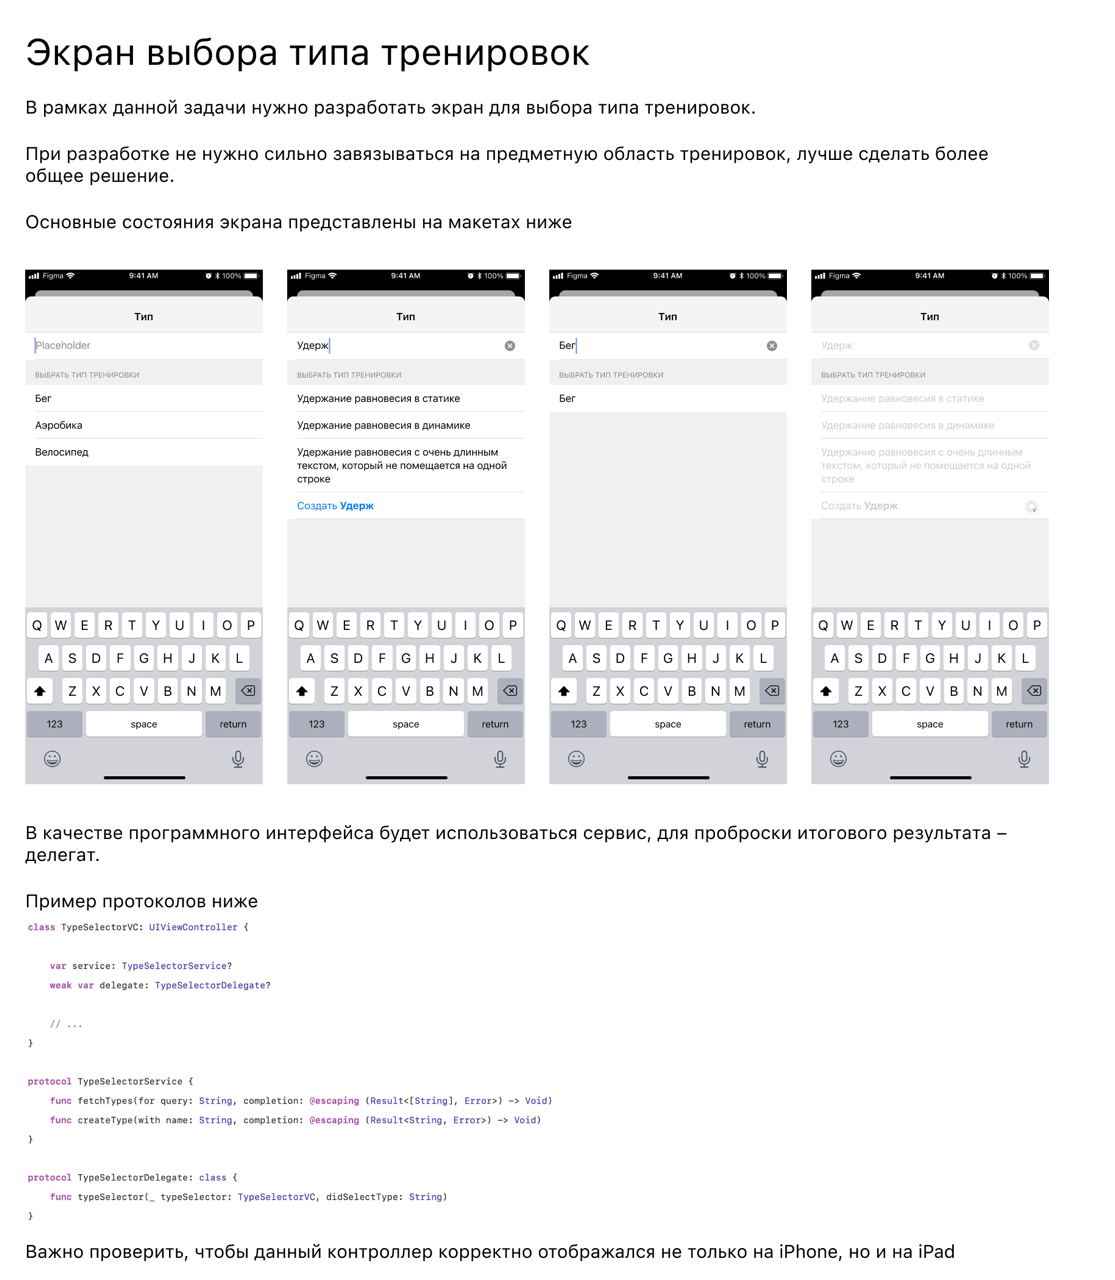 Экран выбора типа тренировок
В рамках данной задачи нужно разработать экран для выбора типа тренировок.
При разработке не нужно сильно завязываться на предметную область тренировок, лучше сделать более
общее решение.
Основные состояния экрана представлены на макетах ниже
Figma 9:41 AM 100%
Тип
Placeholder
ВЫБРАТЬ ТИП ТРЕНИРОВКИ
Бег
Аэробика
Велосипед
Q W E R T Y U I O P
A S D F G H J K L
Z X C V B N M
123 space return
Figma 9:41 AM 100%
Тип
Удерж
ВЫБРАТЬ ТИП ТРЕНИРОВКИ
Удержание равновесия в статике
Удержание равновесия в динамике
Удержание равновесия с очень длинным
текстом, который не помещается на одной
строке
Создать Удерж
Q W E R T Y U I O P
A S D F G H J K L
Z X C V B N M
123 space return
Figma 9:41 AM 100%
Тип
Бег
ВЫБРАТЬ ТИП ТРЕНИРОВКИ
Бег
Q W E R T Y U I O P
A S D F G H J K L
Z X C V B N M
123 space return
Figma 9:41 AM 100%
Тип
Удерж
ВЫБРАТЬ ТИП ТРЕНИРОВКИ
Удержание равновесия в статике
Удержание равновесия в динамике
Удержание равновесия с очень длинным
текстом, который не помещается на одной
строке
Создать Удерж
Q W E R T Y U I O P
A S D F G H J K L
Z X C V B N M
123 space return
В качестве программного интерфейса будет использоваться сервис, для проброски итогового результата –
делегат.
Пример протоколов ниже
class TypeSelectorVC: UIViewController {
var service: TypeSelectorService?
weak var delegate: TypeSelectorDelegate?
// ...
}
protocol TypeSelectorService {
func fetchTypes(for query: String, completion: @escaping (Result<[String], Error>) -> Void)
func createType(with name: String, completion: @escaping (Result<String, Error>) -> Void)
}
protocol TypeSelectorDelegate: class {
func typeSelector(_ typeSelector: TypeSelectorVC, didSelectType: String)
}
Важно проверить, чтобы данный контроллер корректно отображался не только на iPhone, но и на iPad